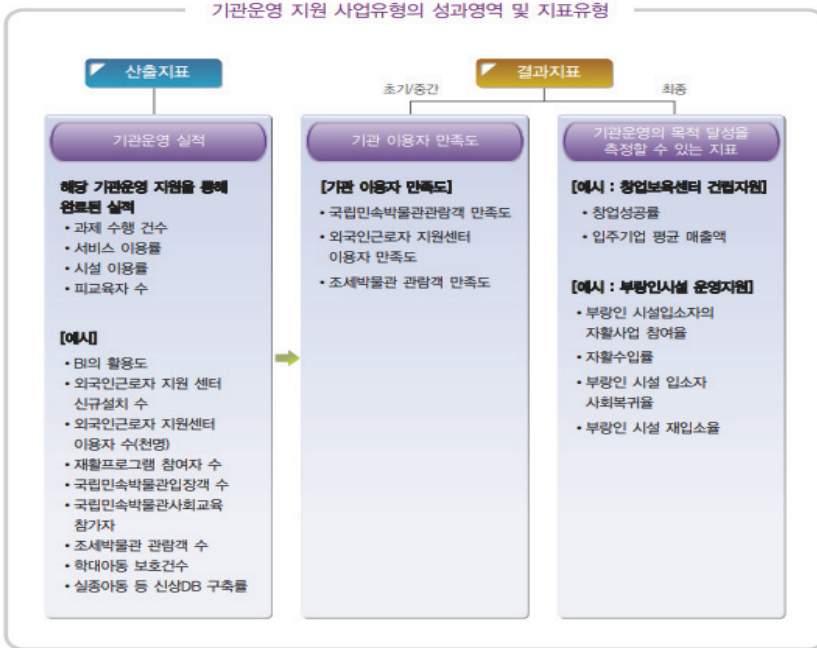 기관운영 지원 사업유형의 성과영역 및 지표유형
산출지표
결과지표
초기/중간
최종
기관운영 실적
해당 기관운영 지원을 통해
완료된 실적
• 과제 수행 건수
• 서비스 이용률
• 시설 이용률
• 피교육자 수
[예시]
• BI의 활용도
• 외국인근로자 지원 센터
신규설치 수
• 외국인근로자 지원센터
이용자 수(천명)
• 재활프로그램 참여자 수
• 국립민속박물관입장객 수
• 국립민속박물관사회교육
참가자
• 조세박물관 관람객 수
• 학대아동 보호건수
• 실종아동 등 신상DB 구축률
기관 이용자 만족도
[기관 이용자 만족도]
• 국립민속박물관관람객 만족도
• 외국인근로자 지원센터
이용자 만족도
• 조세박물관 관람객 만족도
기관운영의 목적 달성을
측정할 수 있는 지표
[예시 : 창업보육센터 건립지원]
• 창업성공률
• 입주기업 평균 매출액
[예시 : 부랑인시설 운영지원]
• 부랑인 시설입소자의
자활사업 참여율
• 자활수입률
• 부랑인 시설 입소자
사회복귀율
• 부랑인 시설 재입소율